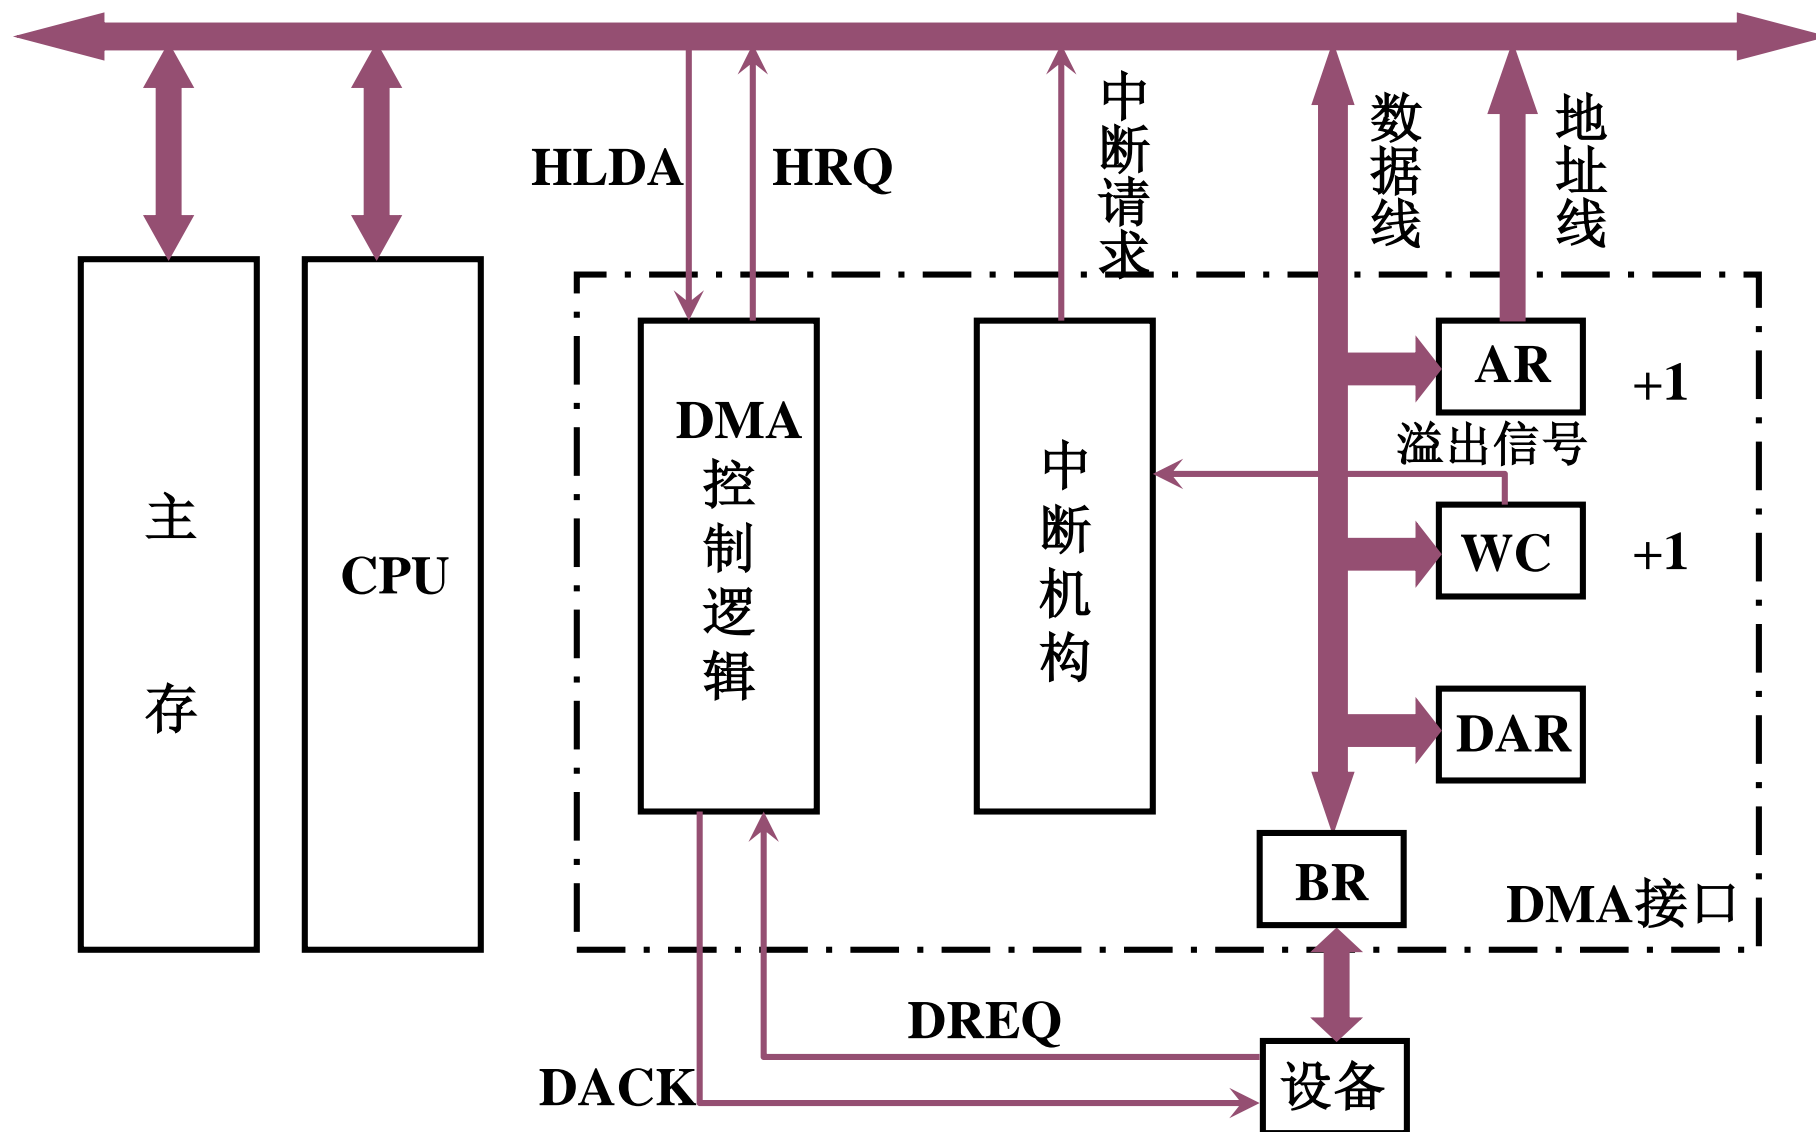 HLDA
HRQ
中断请求
数据线
地址线
主存
CPU
DMA
控制逻辑
中断机构
AR
+1
溢出信号
WC
+1
DAR
BR
DMA接口
DREQ
DACK
设备